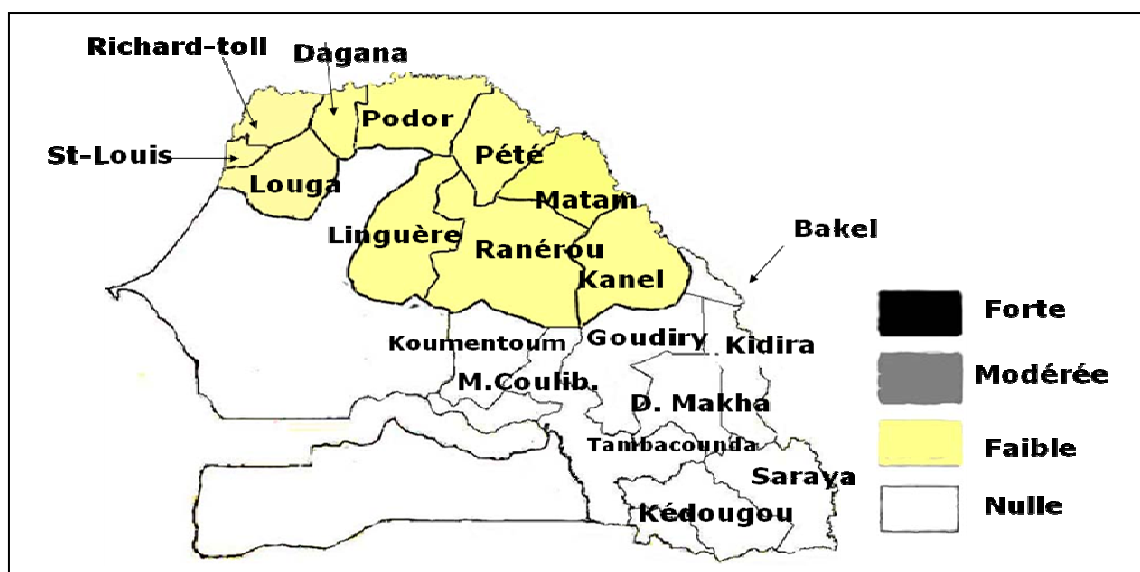 Richard-toll
Dagana
Podor
St-Louis
Pété
Louga
Matam
Linguère
Ranérou
Bakel
Kanel
Forte
Koumentoum
Goudiry
Kidira
M.Coulib.
Modérée
D. Makha
Tambacounda
Faible
Saraya
Kédougou
Nulle